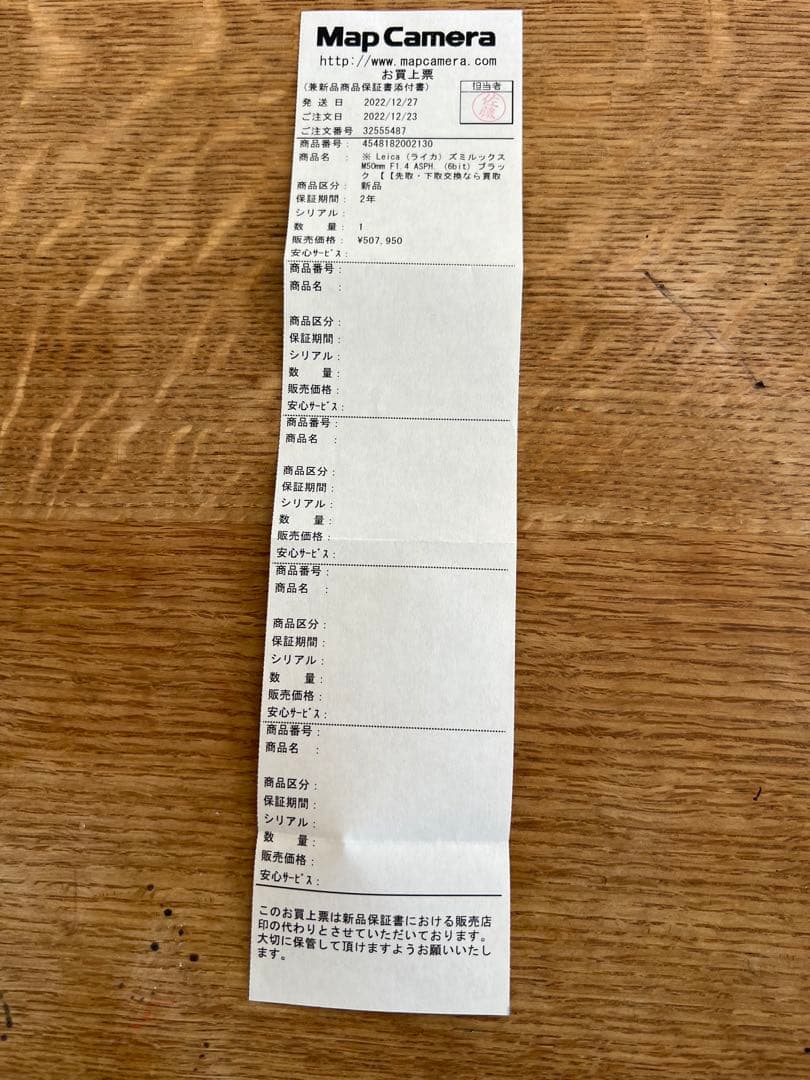 Map Camera
http://www.mapcamera.com
お買上票
(兼新品商品保証書添付書)
担当者
佐藤
発 送 日 2022/12/27
ご注文日 2022/12/23
ご注文番号 32555487
商品番号: 4548182002130
商品名 : ※ Leica (ライカ) ズミルックス
M50mm F1.4 ASPH. (6bit) ブラッ
ク 【【先取・下取交換なら買取
商品区分: 新品
保証期間: 2年
シリアル:
数 量: 1
販売価格: ¥507,950
安心ｻｰﾋﾞｽ:
商品番号:
商品名 :
商品区分:
保証期間:
シリアル:
数 量:
販売価格:
安心ｻｰﾋﾞｽ:
商品番号:
商品名 :
商品区分:
保証期間:
シリアル:
数 量:
販売価格:
安心ｻｰﾋﾞｽ:
商品番号:
商品名 :
商品区分:
保証期間:
シリアル:
数 量:
販売価格:
安心ｻｰﾋﾞｽ:
商品番号:
商品名 :
商品区分:
保証期間:
シリアル:
数 量:
販売価格:
安心ｻｰﾋﾞｽ:
このお買上票は新品保証書における販売店
印の代わりとさせていただいております。
大切に保管して頂けますようお願いいたし
ます。